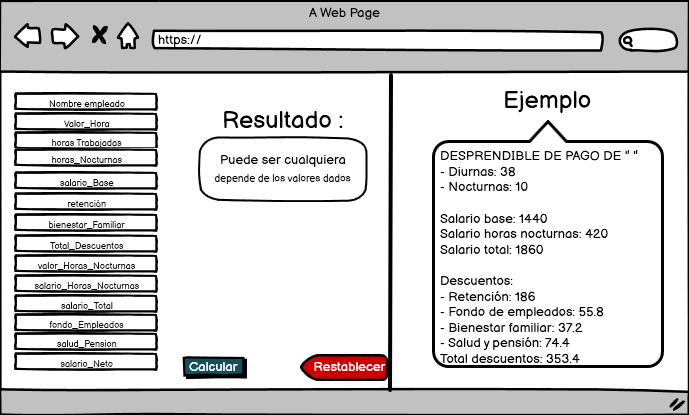 A Web Page
https://
Nombre empleado
Valor_Hora
horas Trabajadas
horas_Nocturnas
salario_Base
retención
bienestar_Familiar
Total_Descuentos
valor_Horas_Nocturnas
salario_Horas_Nocturnas
salario_Total
fondo_Empleados
salud_Pension
salario_Neto
Resultado :
Puede ser cualquiera
depende de los valores dados
Calcular
Restablecer
Ejemplo
DESPRENDIBLE DE PAGO DE “ ”
- Diurnas: 38
- Nocturnas: 10
Salario base: 1440
Salario horas nocturnas: 420
Salario total: 1860
Descuentos:
- Retención: 186
- Fondo de empleados: 55.8
- Bienestar familiar: 37.2
- Salud y pensión: 74.4
Total descuentos: 353.4